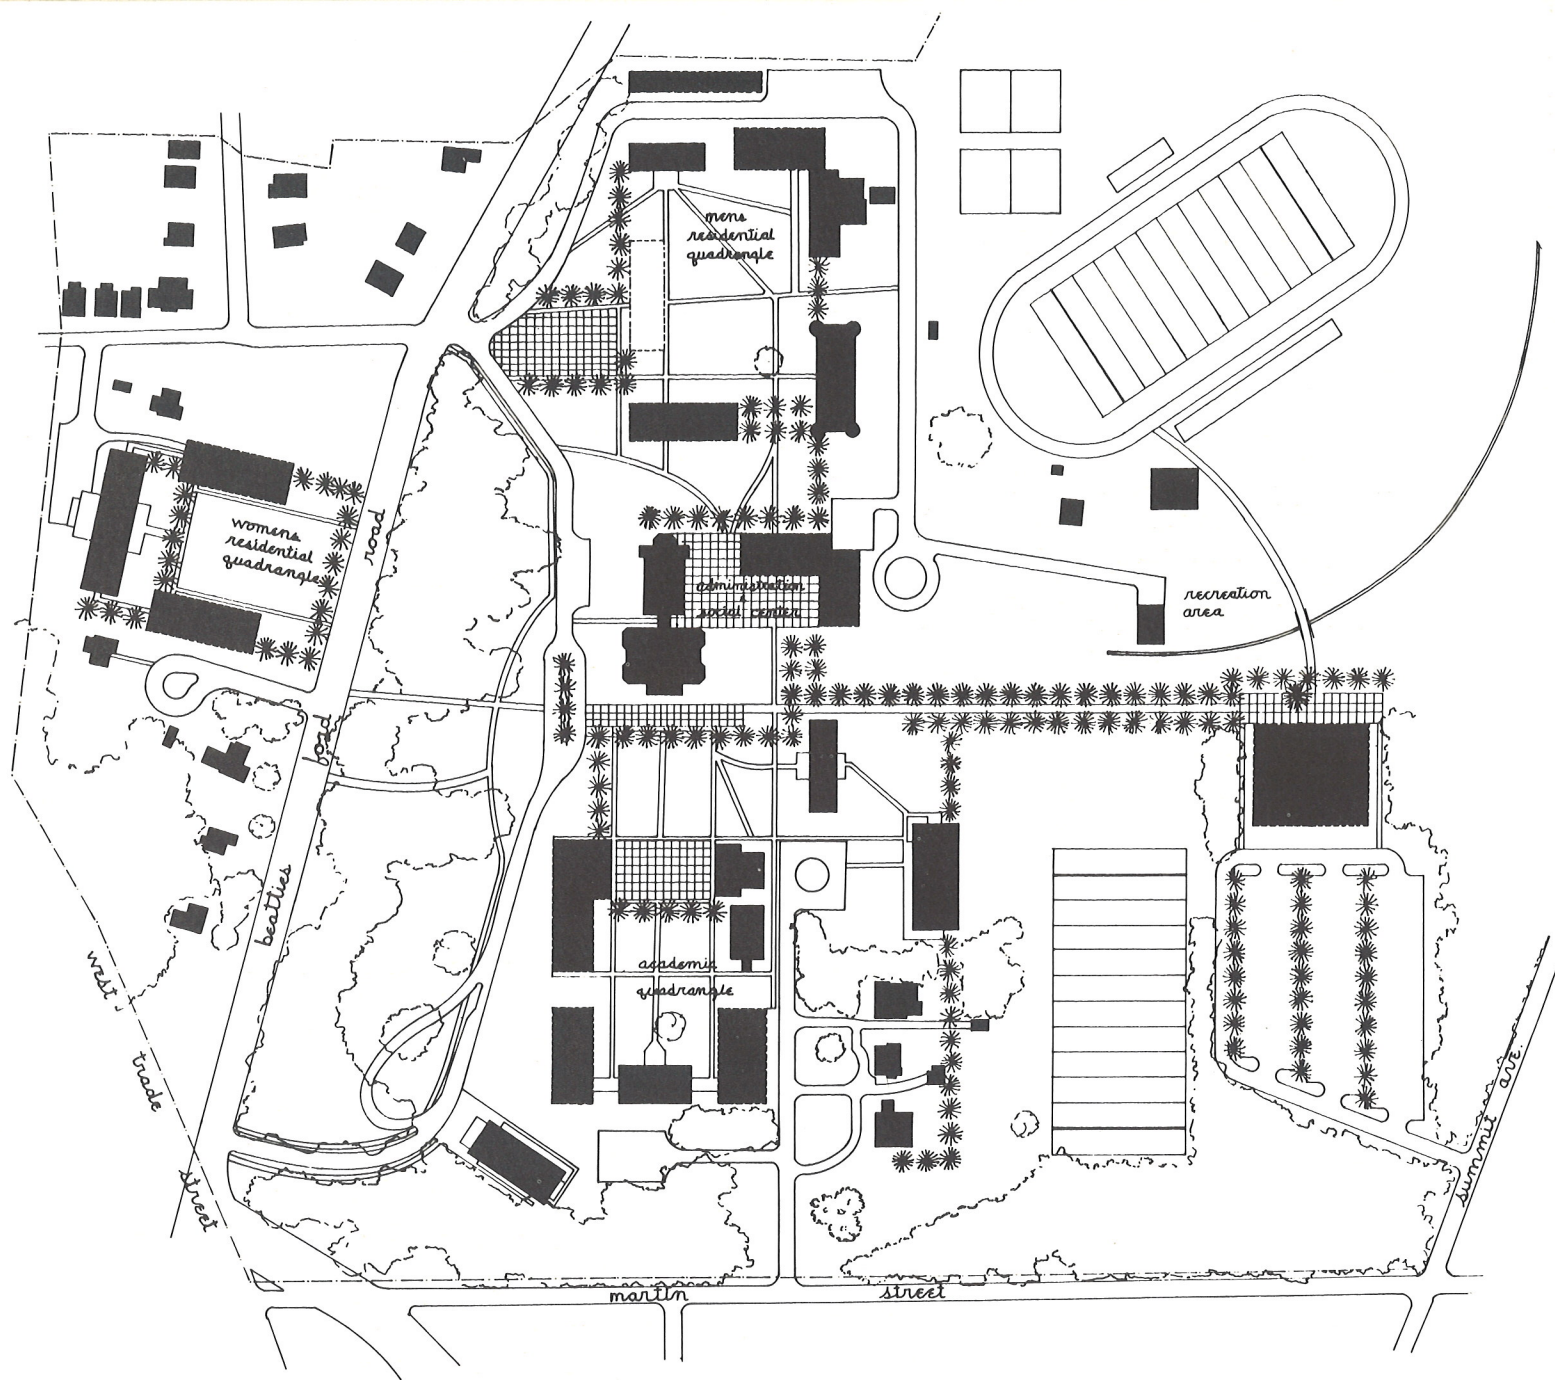 mens
residential
quadrangle
womens
residential
quadrangle
road
administration
social center
recreation
area
ford
beatties
academic
quadrangle
west
trade
street
summit ave.
martin street